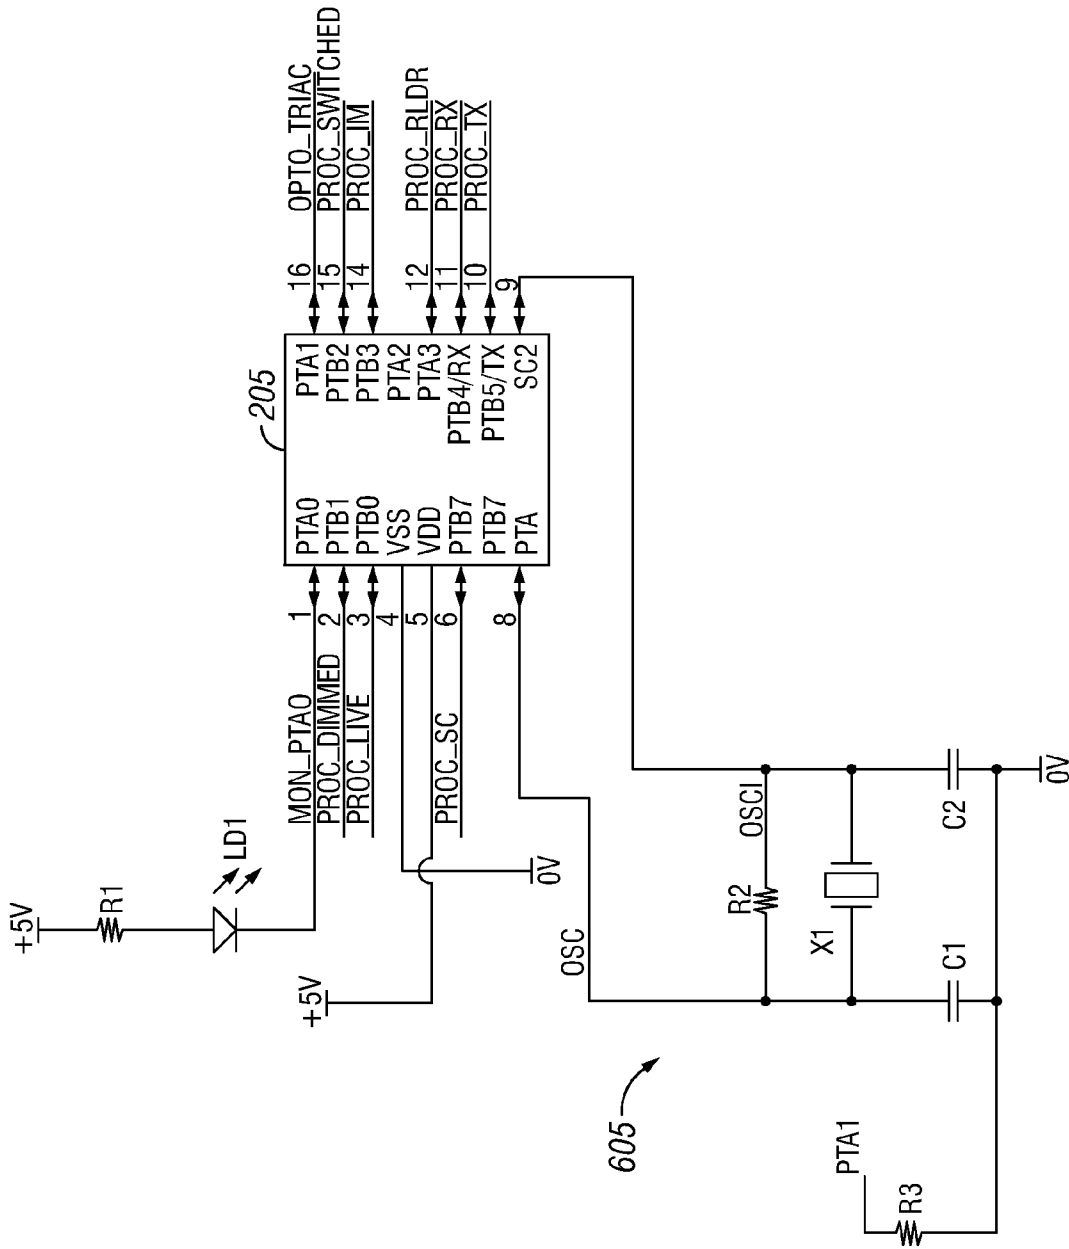 +5V
R1
LD1
+5V
MON_PTA0
PROC_DIMMED
PROC_LIVE
PROC_SC
0V
1
2
3
4
5
6
8
205
PTA0
PTB1
PTB0
VSS
VDD
PTB7
PTB7
PTA
PTA1
PTB2
PTB3
PTA2
PTA3
PTB4/RX
PTB5/TX
SC2
16
15
14
12
11
10
9
OPTO_TRIAC
PROC_SWITCHED
PROC_IM
PROC_RLDR
PROC_RX
PROC_TX
605
OSC
OSCI
R2
X1
C1
C2
0V
PTA1
R3